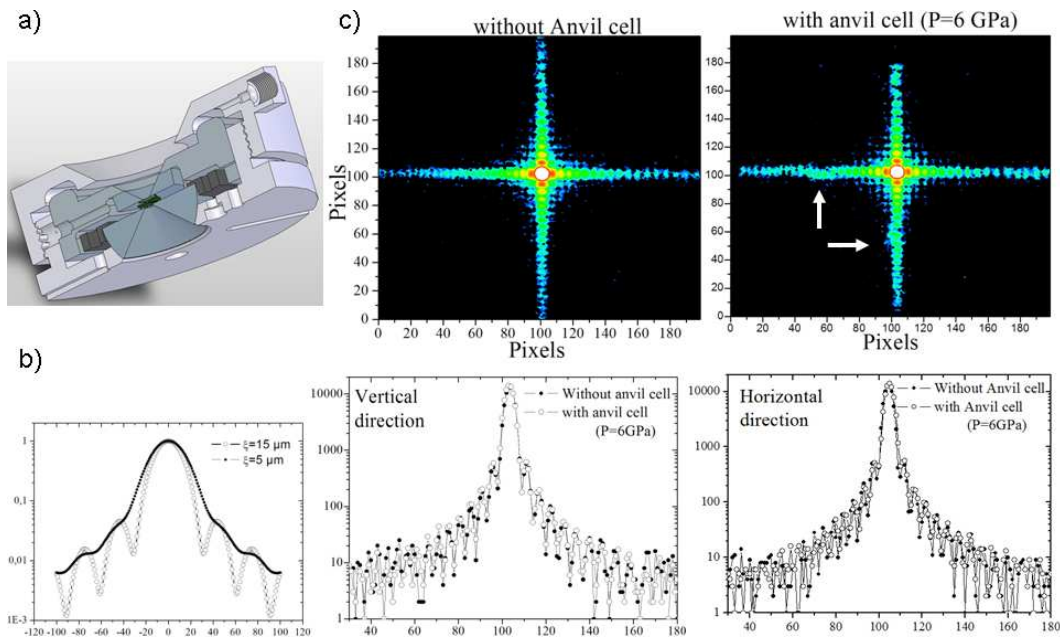 a)
c)
without Anvil cell
with anvil cell (P=6 GPa)
Pixels
180
160
140
120
100
80
60
40
20
0
0 20 40 60 80 100 120 140 160 180
Pixels
Pixels
180
160
140
120
100
80
60
40
20
0
0 20 40 60 80 100 120 140 160 180
Pixels
b)
1
0,1
0,01
1E-3
-100 -80 -60 -40 -20 0 20 40 60 80 100 120
ξ=15 µm
ξ=5 µm
Vertical
direction
Without anvil cell
with anvil cell
(P=6GPa)
10000
1000
100
10
1
40 60 80 100 120 140 160 180
Horizontal
direction
Without Anvil cell
with Anvil cell
(P=6GPa)
10000
1000
100
10
1
40 60 80 100 120 140 160 180